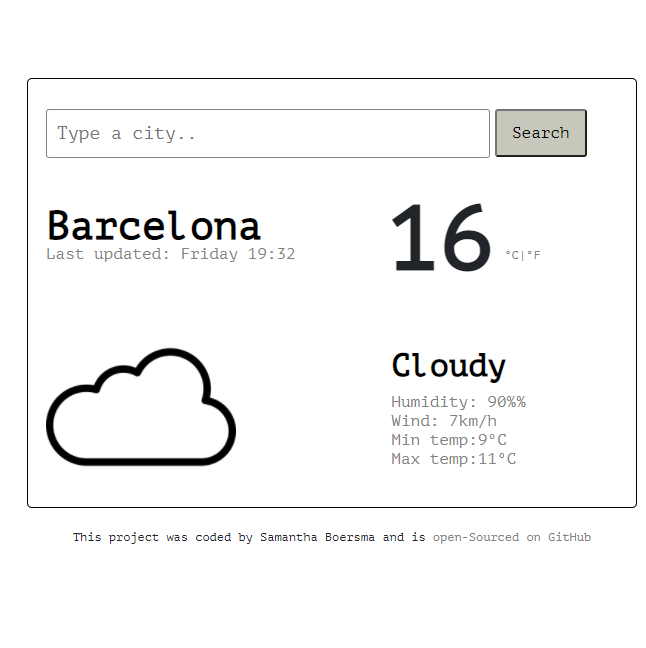 Type a city..
Search
Barcelona
Last updated: Friday 19:32
16 °C|°F
Cloudy
Humidity: 90%%
Wind: 7km/h
Min temp:9°C
Max temp:11°C
This project was coded by Samantha Boersma and is open-Sourced on GitHub